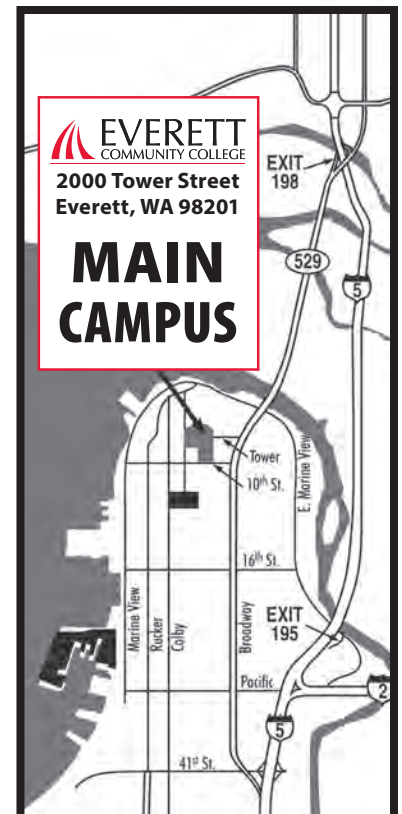 EVERETT
COMMUNITY COLLEGE
2000 Tower Street
Everett, WA 98201
MAIN
CAMPUS
EXIT
198
529
5
Tower
10th St.
E. Marine View
16th St.
Marine View
Rucker
Colby
Broadway
EXIT
195
Pacific
2
5
41st St.